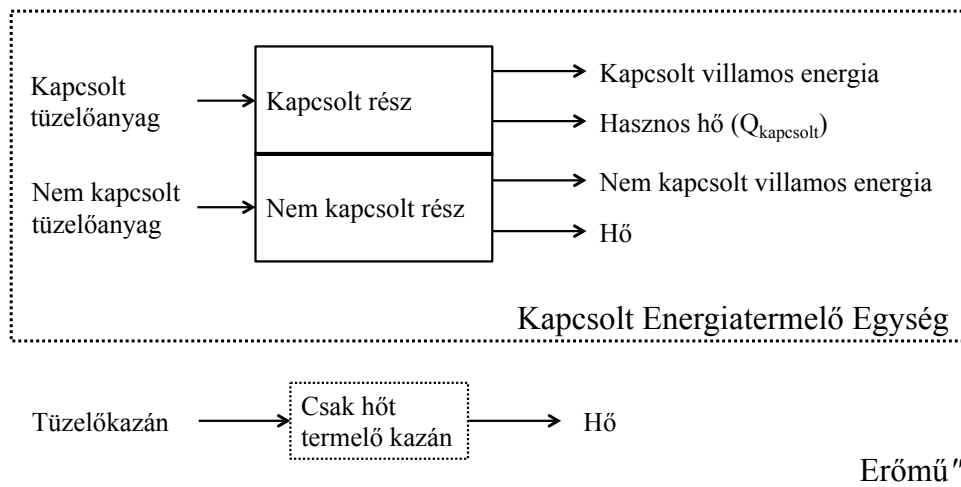 Kapcsolt
tüzelőanyag
Kapcsolt rész
Kapcsolt villamos energia
Hasznos hő (Qkapcsolt)
Nem kapcsolt
tüzelőanyag
Nem kapcsolt rész
Nem kapcsolt villamos energia
Hő
Kapcsolt Energiatermelő Egység
Tüzelőkazán
Csak hőt
termelő kazán
Hő
Erőmű"